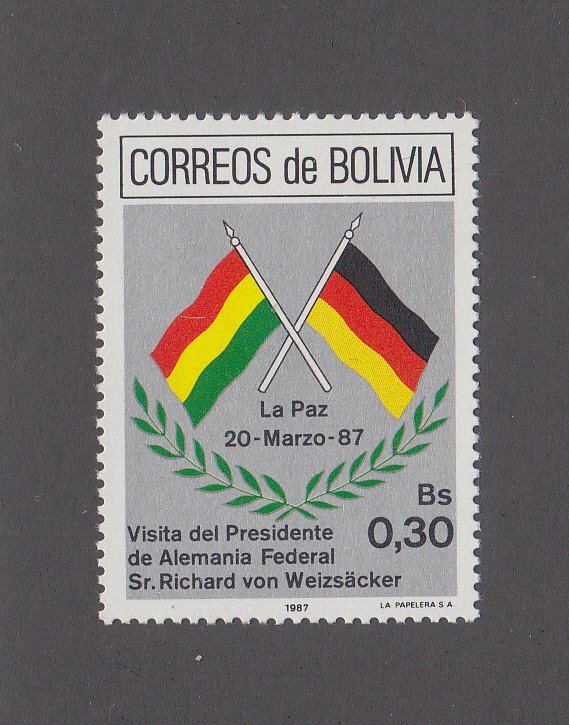 CORREOS de BOLIVIA
La Paz
20-Marzo-87
Bs
0,30
Visita del Presidente
de Alemania Federal
Sr. Richard von Weizsäcker
1987
LA PAPELERA S.A